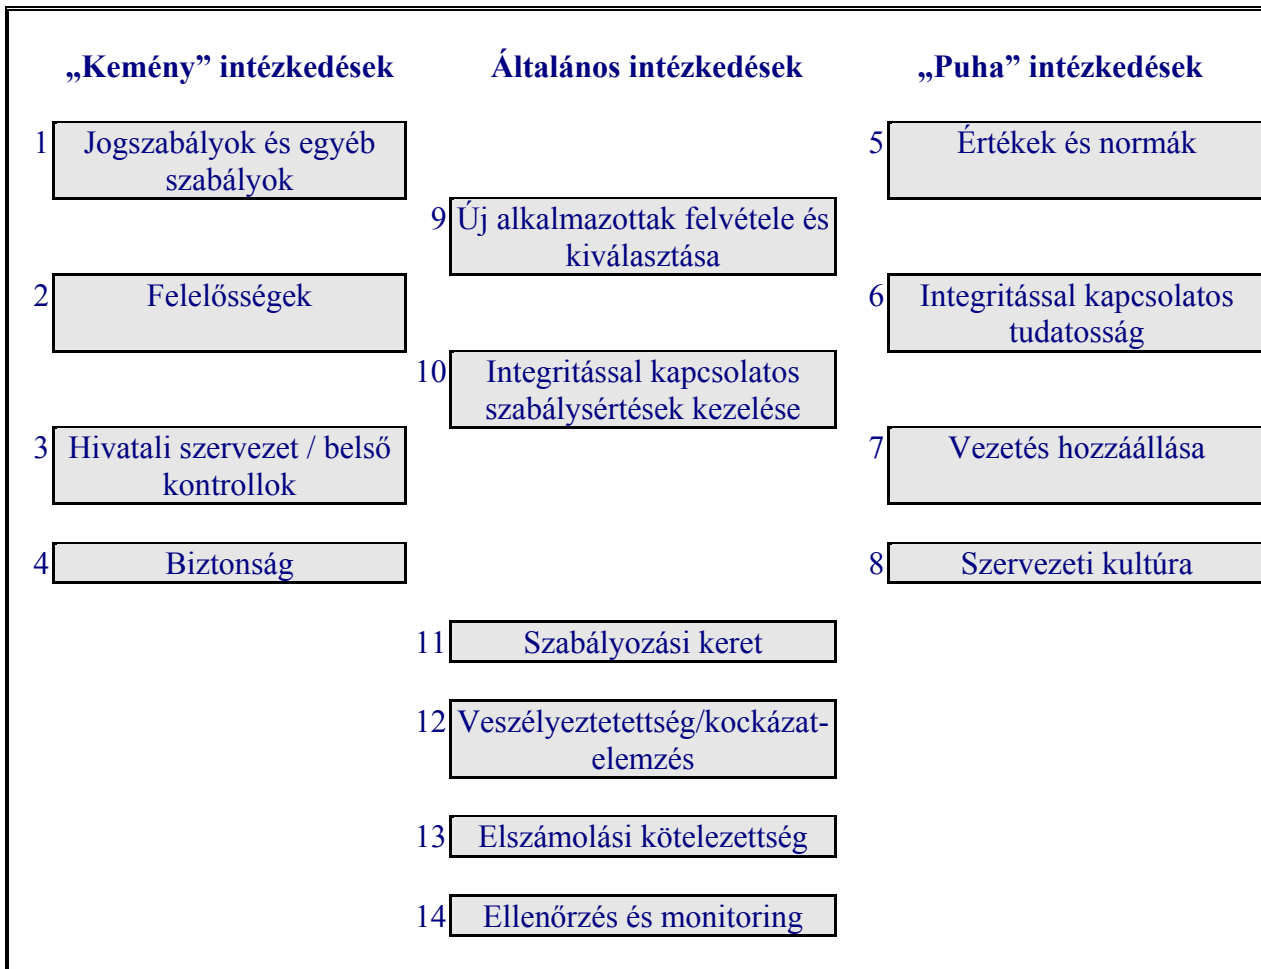 „Kemény” intézkedések
Általános intézkedések
„Puha” intézkedések
1 Jogszabályok és egyéb
szabályok
5 Értékek és normák
9 Új alkalmazottak felvétele és
kiválasztása
2 Felelősségek
6 Integritással kapcsolatos
tudatosság
10 Integritással kapcsolatos
szabálysértések kezelése
3 Hivatali szervezet / belső
kontrollok
7 Vezetés hozzáállása
4 Biztonság
8 Szervezeti kultúra
11 Szabályozási keret
12 Veszélyeztetettség/kockázat-
elemzés
13 Elszámolási kötelezettség
14 Ellenőrzés és monitoring